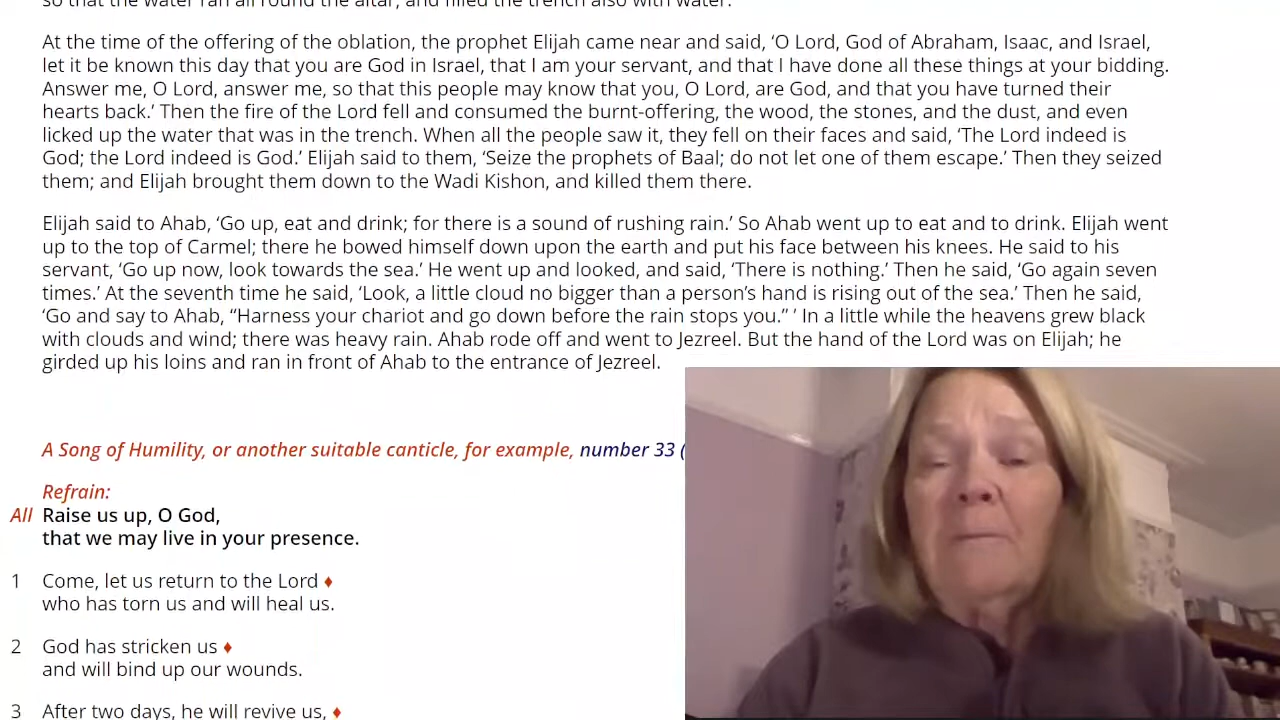 so that the water ran all round the altar, and filled the trench also with water.
At the time of the offering of the oblation, the prophet Elijah came near and said, ‘O Lord, God of Abraham, Isaac, and Israel,
let it be known this day that you are God in Israel, that I am your servant, and that I have done all these things at your bidding.
Answer me, O Lord, answer me, so that this people may know that you, O Lord, are God, and that you have turned their
hearts back.’ Then the fire of the Lord fell and consumed the burnt-offering, the wood, the stones, and the dust, and even
licked up the water that was in the trench. When all the people saw it, they fell on their faces and said, ‘The Lord indeed is
God; the Lord indeed is God.’ Elijah said to them, ‘Seize the prophets of Baal; do not let one of them escape.’ Then they seized
them; and Elijah brought them down to the Wadi Kishon, and killed them there.
Elijah said to Ahab, ‘Go up, eat and drink; for there is a sound of rushing rain.’ So Ahab went up to eat and to drink. Elijah went
up to the top of Carmel; there he bowed himself down upon the earth and put his face between his knees. He said to his
servant, ‘Go up now, look towards the sea.’ He went up and looked, and said, ‘There is nothing.’ Then he said, ‘Go again seven
times.’ At the seventh time he said, ‘Look, a little cloud no bigger than a person’s hand is rising out of the sea.’ Then he said,
‘Go and say to Ahab, “Harness your chariot and go down before the rain stops you.” ’ In a little while the heavens grew black
with clouds and wind; there was heavy rain. Ahab rode off and went to Jezreel. But the hand of the Lord was on Elijah; he
girded up his loins and ran in front of Ahab to the entrance of Jezreel.
A Song of Humility, or another suitable canticle, for example, number 33 (
Refrain:
All Raise us up, O God,
that we may live in your presence.
1 Come, let us return to the Lord ♦
who has torn us and will heal us.
2 God has stricken us ♦
and will bind up our wounds.
3 After two days, he will revive us, ♦